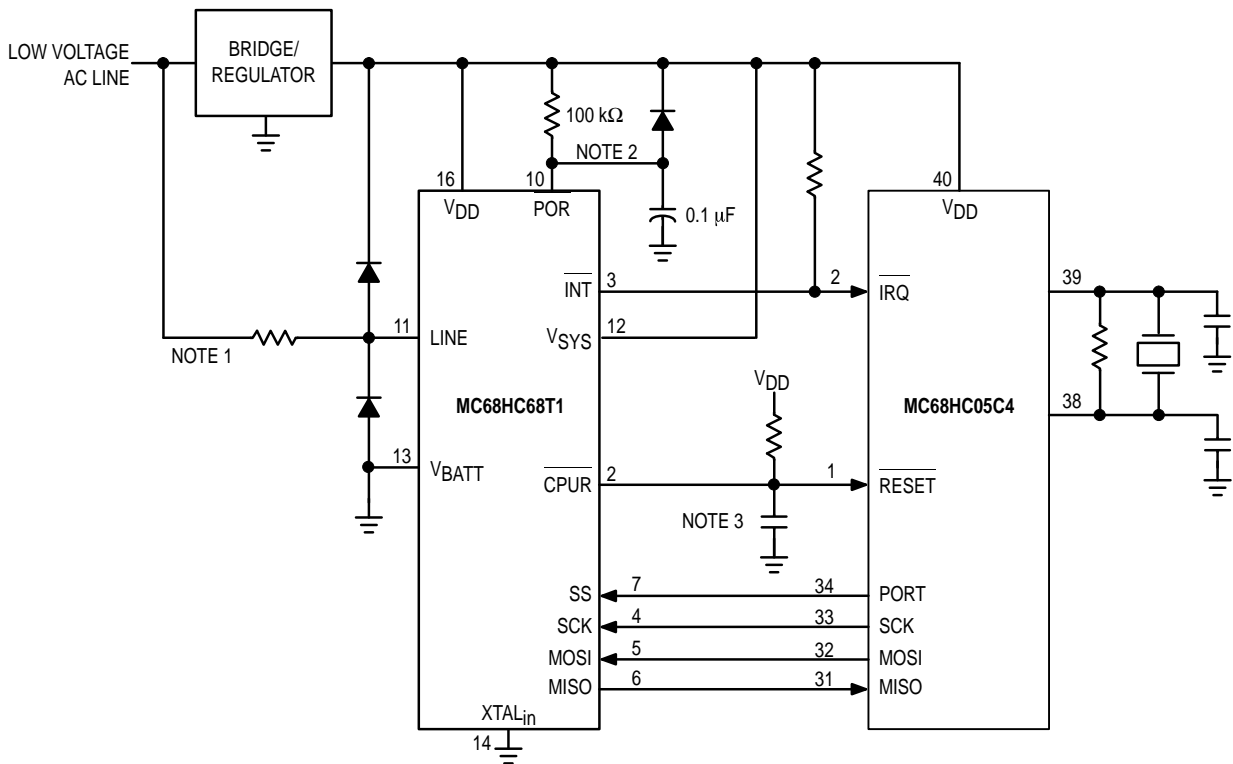 LOW VOLTAGE
AC LINE
BRIDGE/
REGULATOR
100 kΩ
NOTE 2
16
10
40
VDD
POR
0.1 µF
VDD
INT
3
2
IRQ
39
11
LINE
VSYS
12
NOTE 1
VDD
MC68HC68T1
MC68HC05C4
38
13
VBATT
CPUR
2
1
RESET
NOTE 3
SS
7
34
PORT
SCK
4
33
SCK
MOSI
5
32
MOSI
MISO
6
31
MISO
XTALin
14